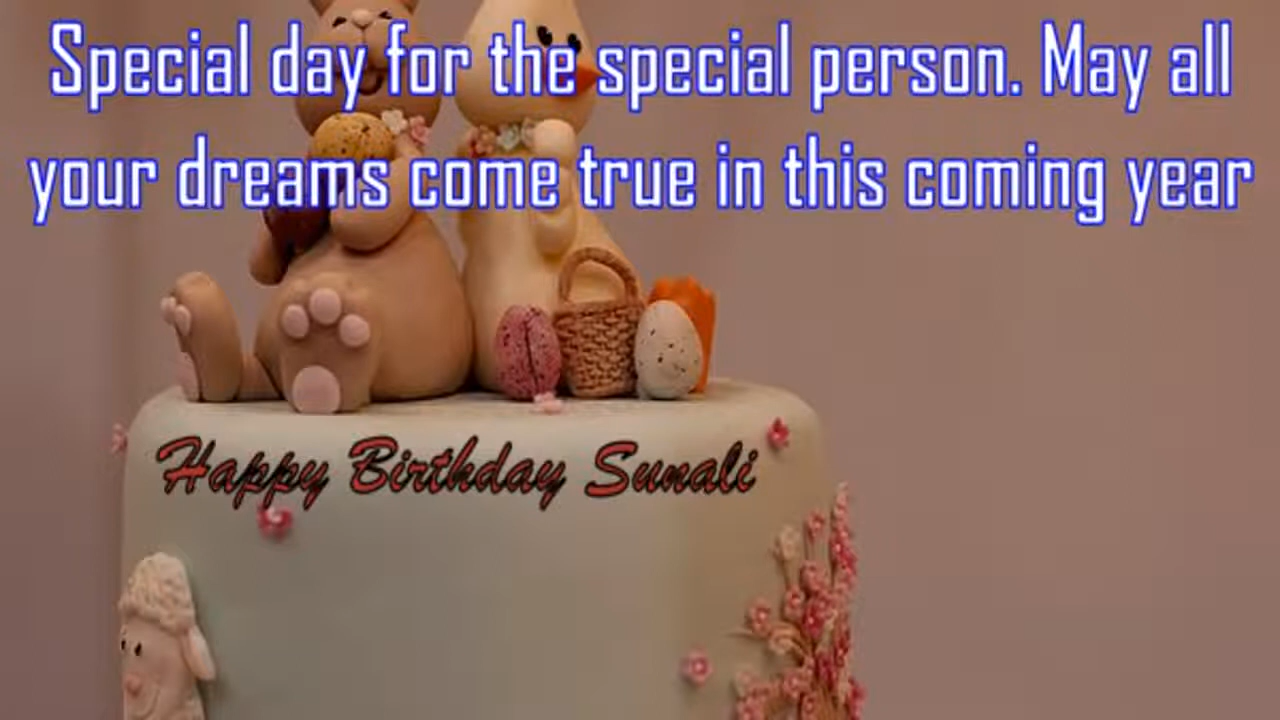 Special day for the special person. May all
your dreams come true in this coming year
Happy Birthday Sunali